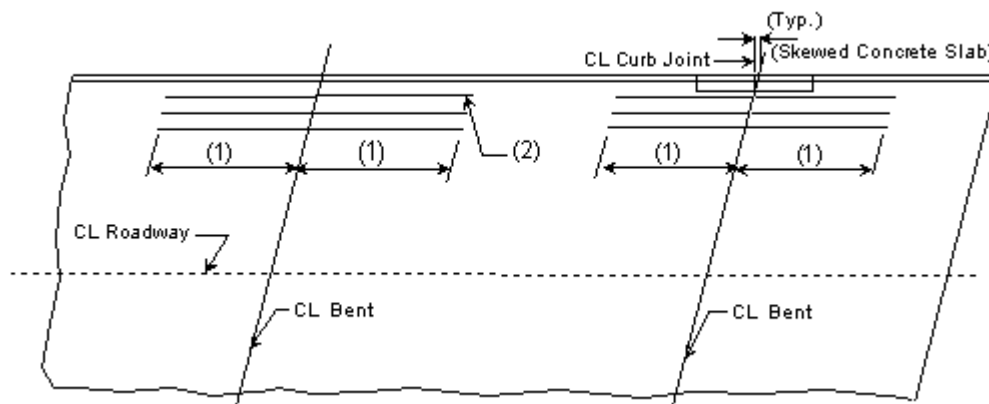 (Typ.)
CL Curb Joint
(Skewed Concrete Slab)
(1)
(1)
(2)
(1)
(1)
CL Roadway
CL Bent
CL Bent